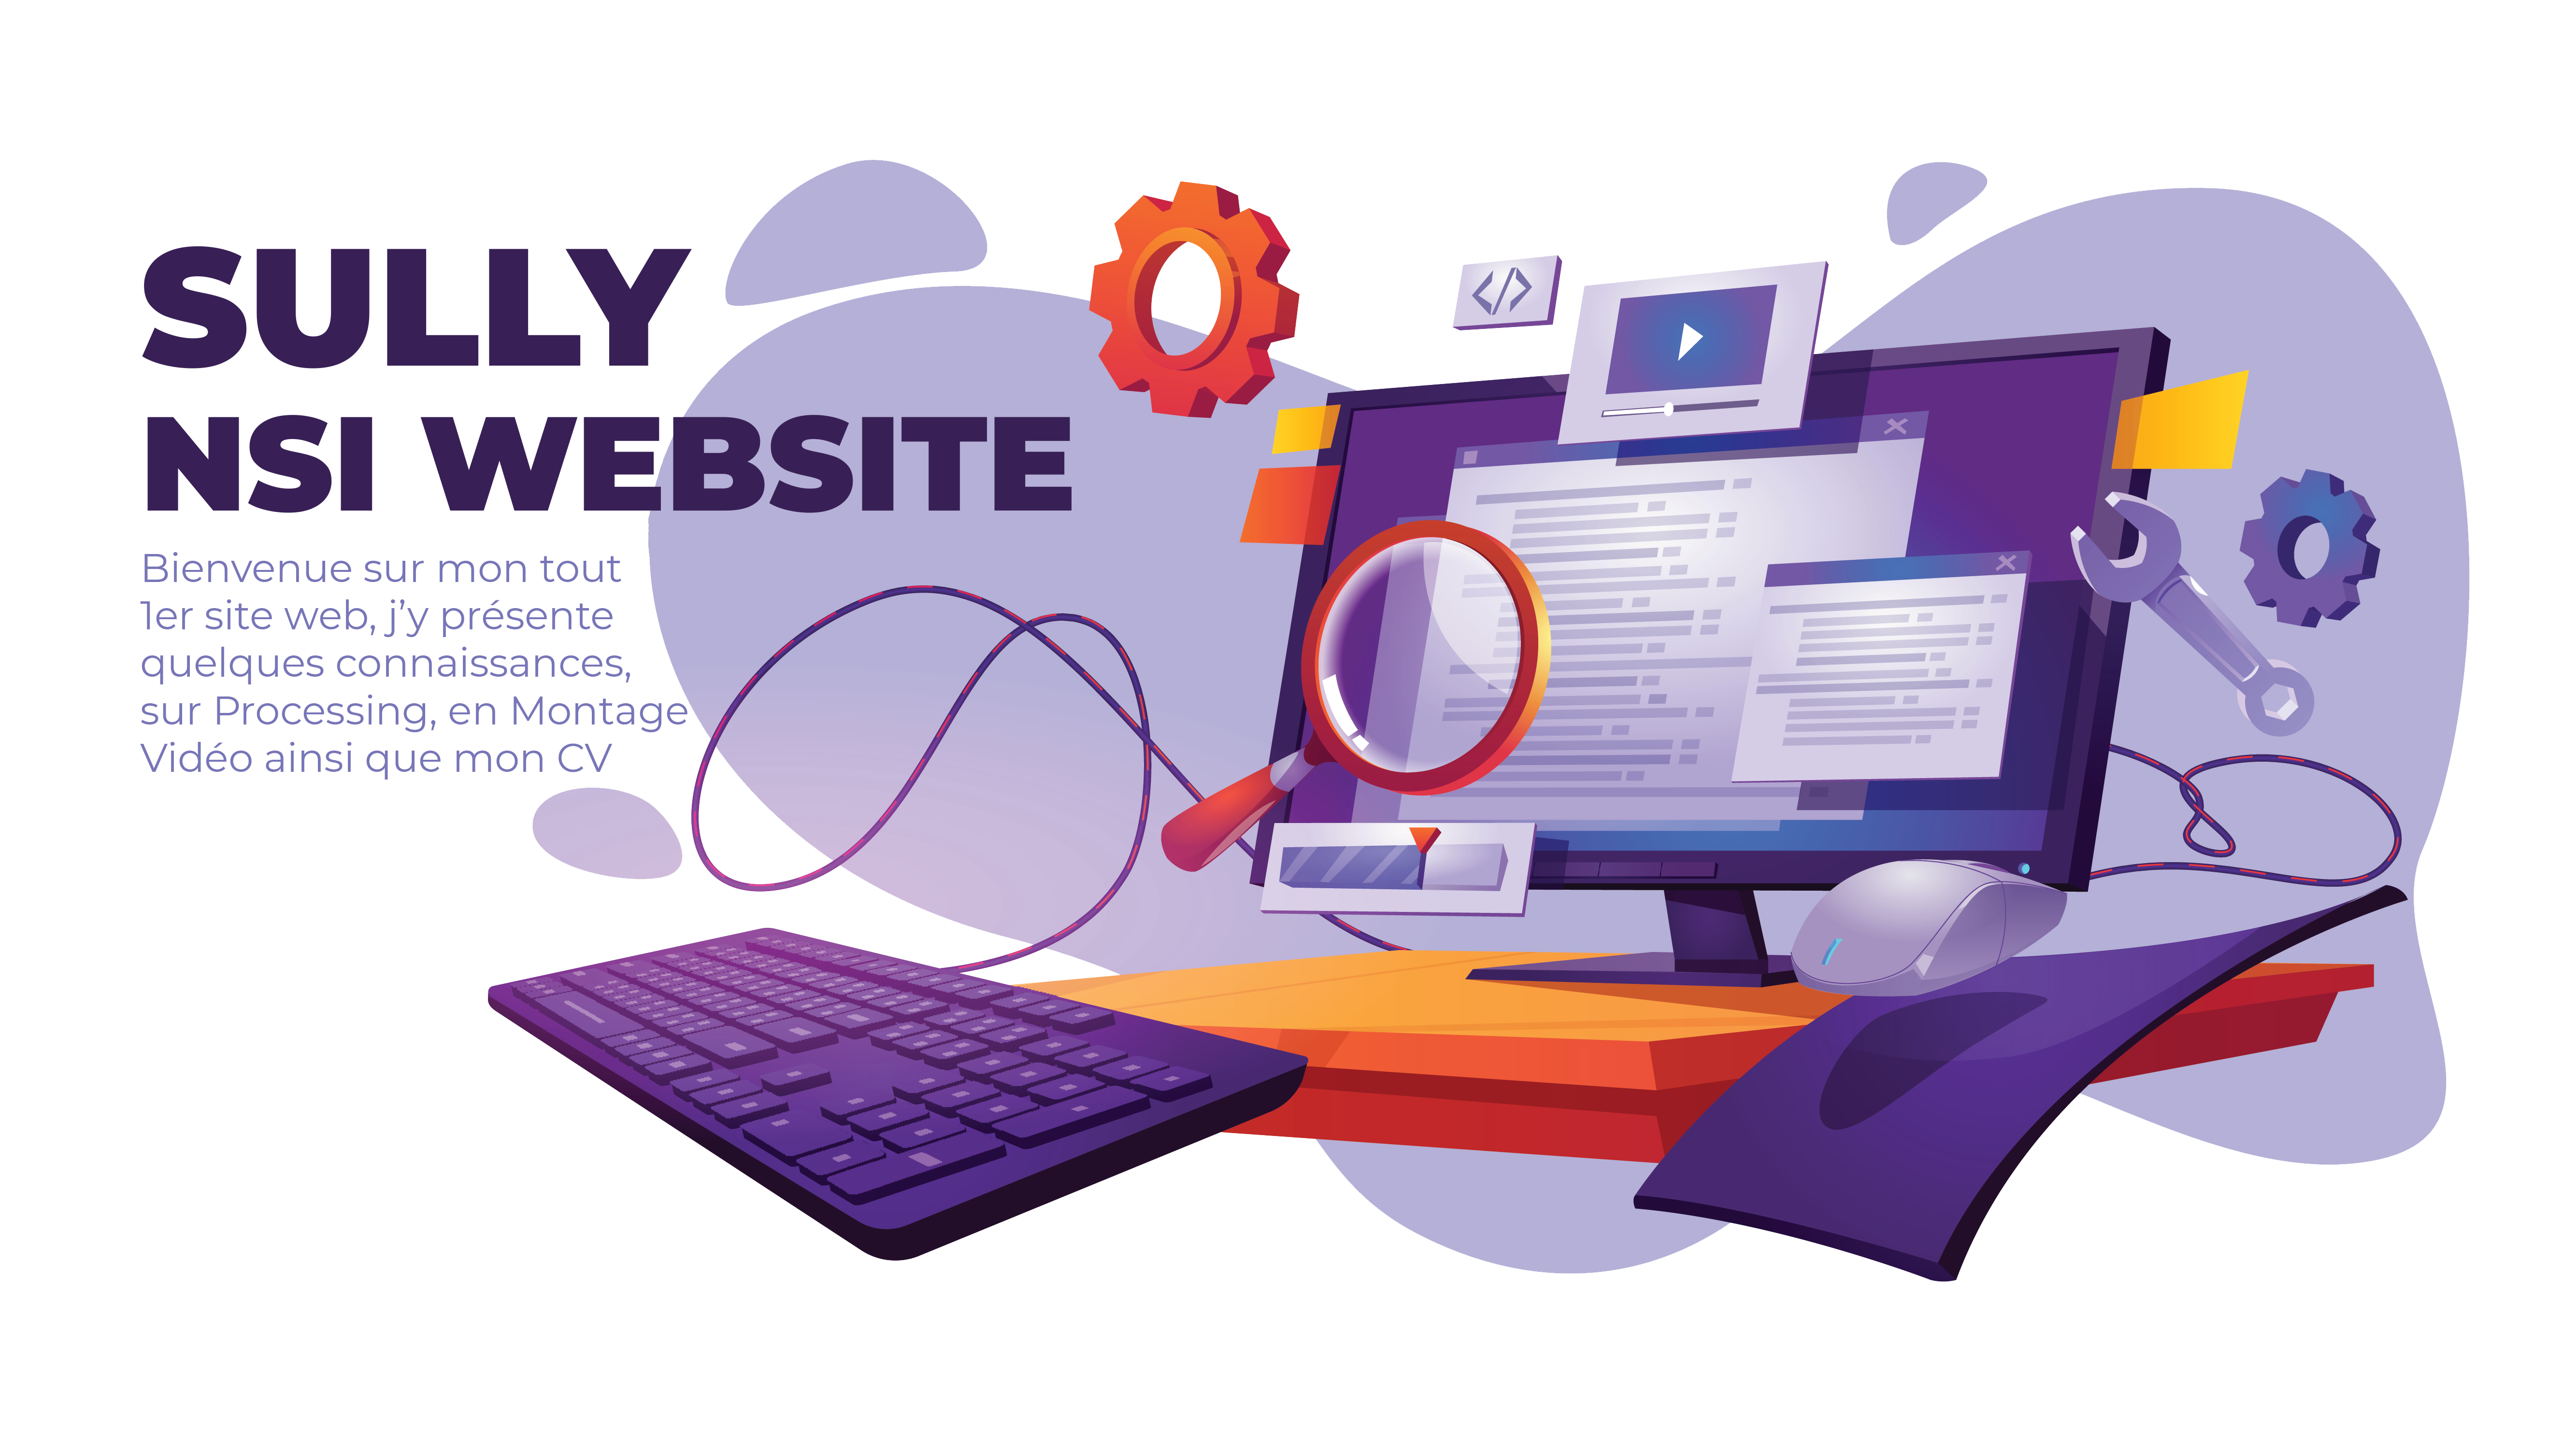 SULLY
NSI WEBSITE
Bienvenue sur mon tout
1er site web, j’y présente
quelques connaissances,
sur Processing, en Montage
Vidéo ainsi que mon CV